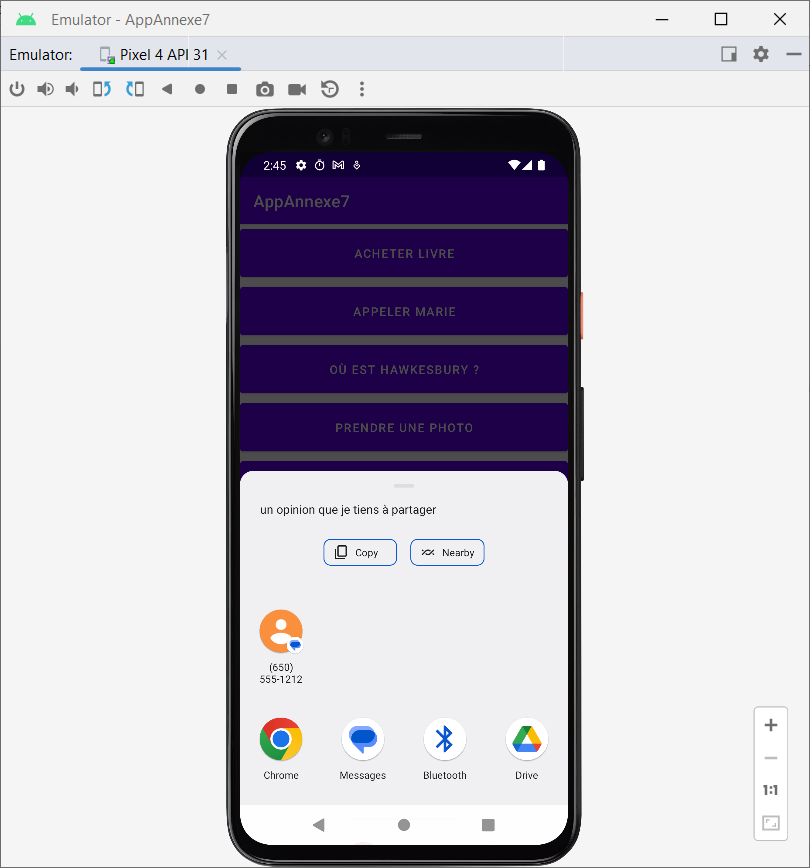 Emulator - AppAnnexe7
Emulator: Pixel 4 API 31
2:45
AppAnnexe7
ACHETER LIVRE
APPELER MARIE
OÙ EST HAWKESBURY ?
PRENDRE UNE PHOTO
un opinion que je tiens à partager
Copy Nearby
(650)
555-1212
Chrome Messages Bluetooth Drive
1:1